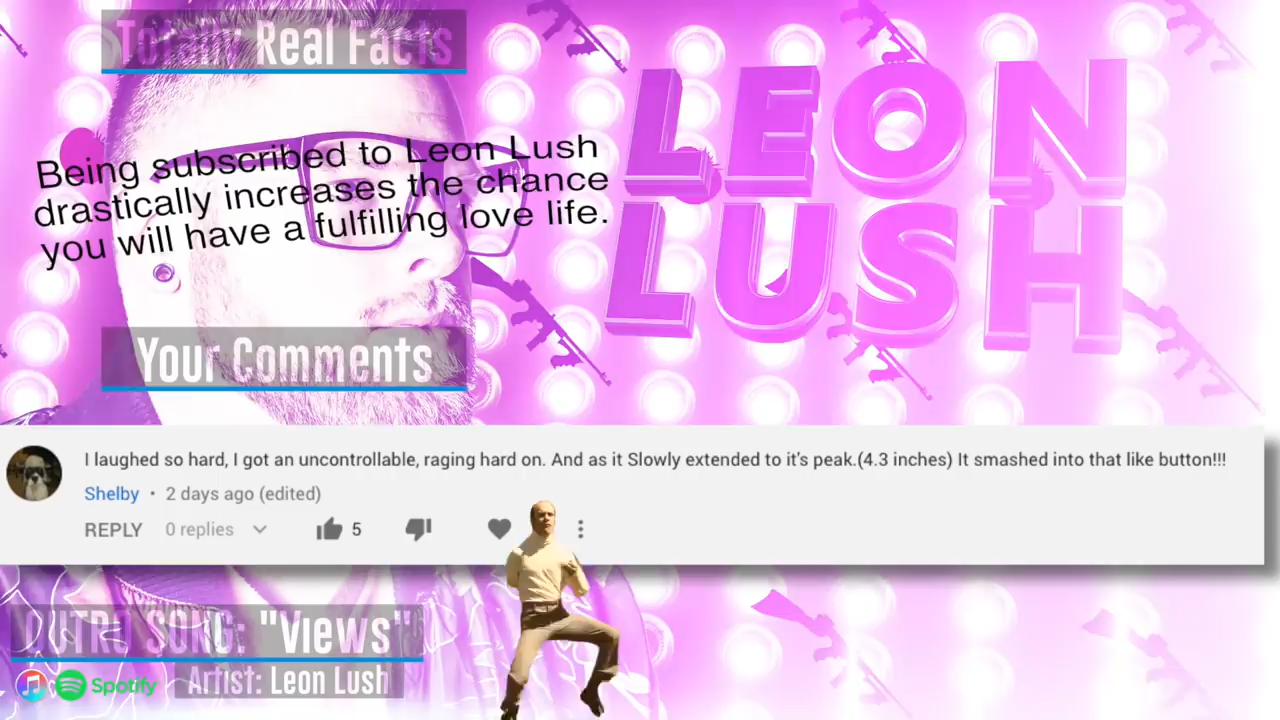 Totally Real Facts
LEON
LUSH
Being subscribed to Leon Lush
drastically increases the chance
you will have a fulfilling love life.
Your Comments
I laughed so hard, I got an uncontrollable, raging hard on. And as it Slowly extended to it's peak.(4.3 inches) It smashed into that like button!!!
Shelby • 2 days ago (edited)
REPLY 0 replies 5
OUTRO SONG: "Views"
Spotify Artist: Leon Lush